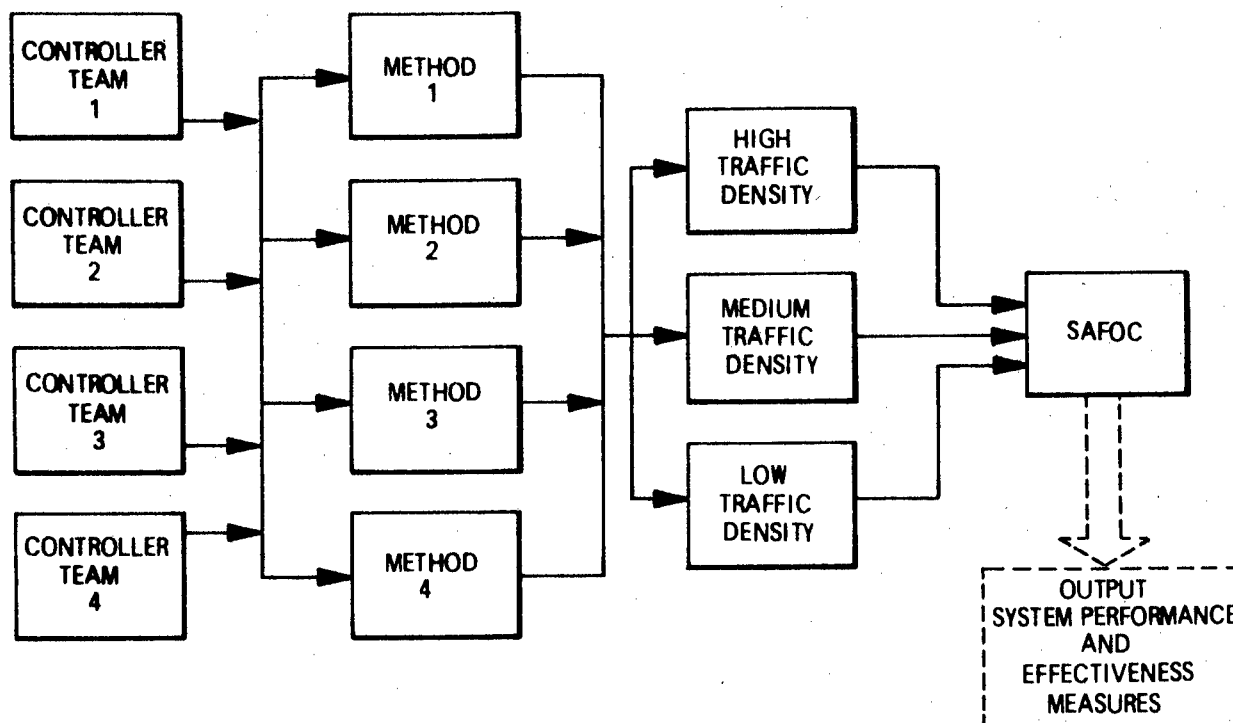 CONTROLLER
TEAM
1
CONTROLLER
TEAM
2
CONTROLLER
TEAM
3
CONTROLLER
TEAM
4
METHOD
1
METHOD
2
METHOD
3
METHOD
4
HIGH
TRAFFIC
DENSITY
MEDIUM
TRAFFIC
DENSITY
LOW
TRAFFIC
DENSITY
SAFOC
OUTPUT
SYSTEM PERFORMANCE
AND
EFFECTIVENESS
MEASURES